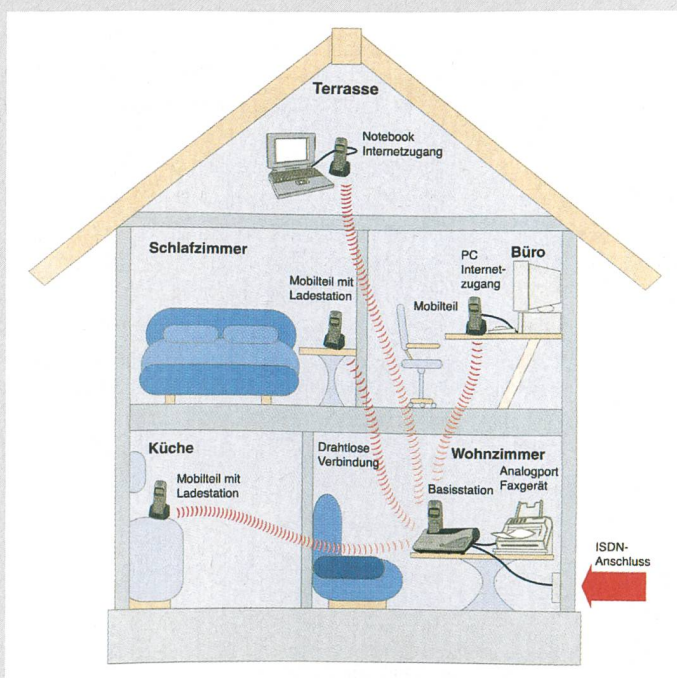 Terrasse
Notebook
Internetzugang
Schlafzimmer
Mobilteil mit
Ladestation
PC
Internet-
zugang
Büro
Mobilteil
Küche
Mobilteil mit
Ladestation
Drahtlose
Verbindung
Wohnzimmer
Analogport
Faxgerät
Basisstation
ISDN-
Anschluss